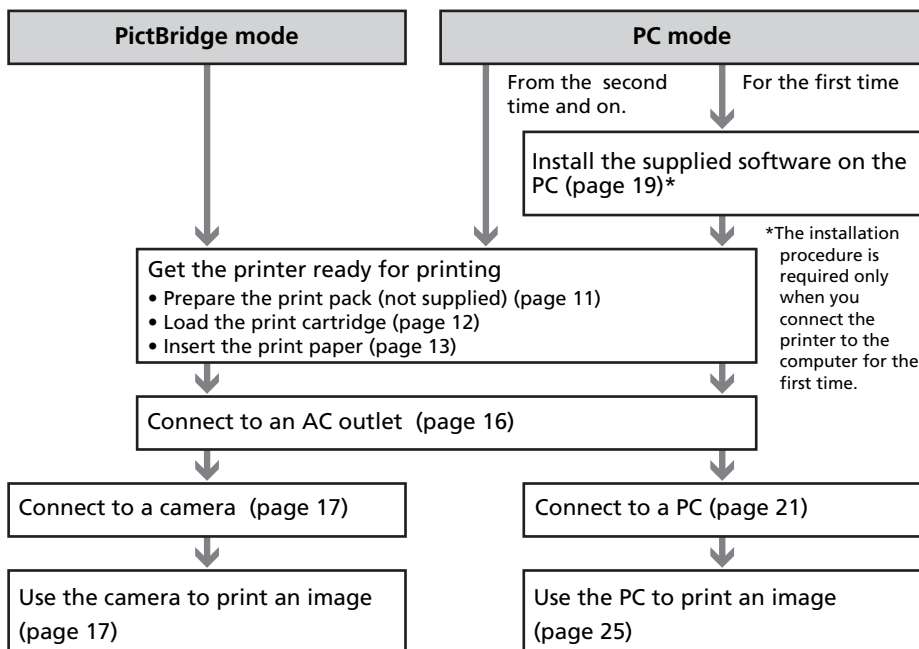 PictBridge mode
PC mode
From the second
time and on.
For the first time
Install the supplied software on the
PC (page 19)*
*The installation
procedure is
required only
when you
connect the
printer to the
computer for the
first time.
Get the printer ready for printing
• Prepare the print pack (not supplied) (page 11)
• Load the print cartridge (page 12)
• Insert the print paper (page 13)
Connect to an AC outlet (page 16)
Connect to a camera (page 17)
Connect to a PC (page 21)
Use the camera to print an image
(page 17)
Use the PC to print an image
(page 25)